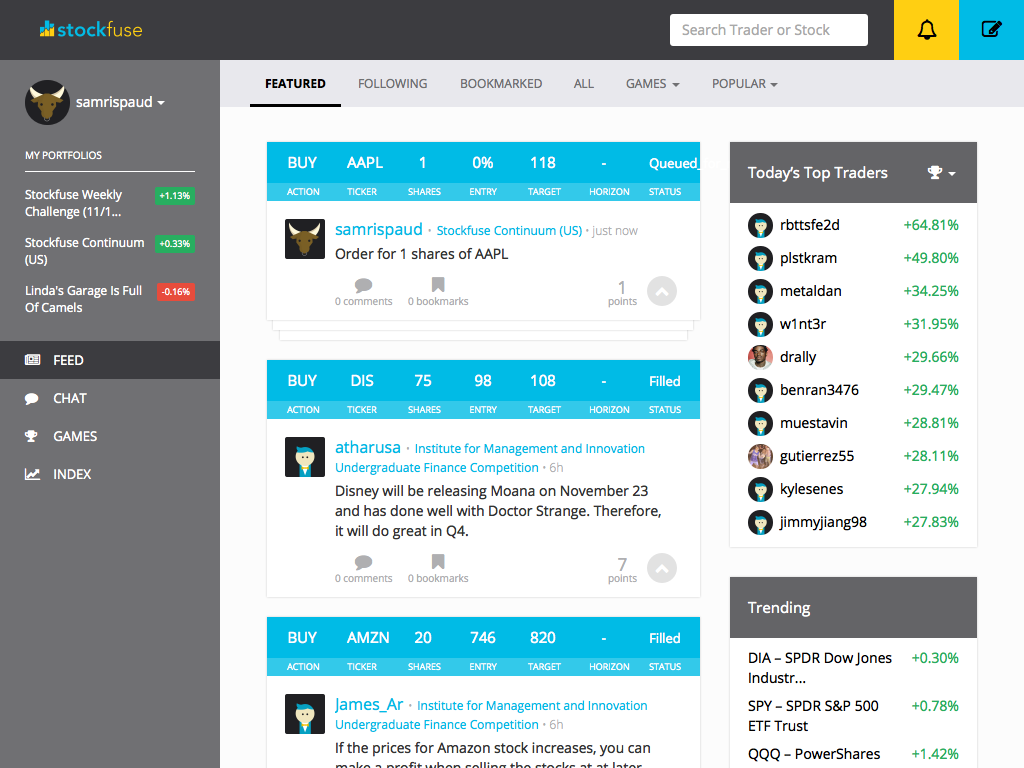 stockfuse
Search Trader or Stock
samrispaud
MY PORTFOLIOS
Stockfuse Weekly
Challenge (11/1...
+1.13%
Stockfuse Continuum
(US)
+0.33%
Linda's Garage Is Full
Of Camels
-0.16%
FEED
CHAT
GAMES
INDEX
FEATURED FOLLOWING BOOKMARKED ALL GAMES POPULAR
BUY AAPL 1 0% 118 - Queued_
ACTION TICKER SHARES ENTRY TARGET HORIZON STATUS
samrispaud · Stockfuse Continuum (US) · just now
Order for 1 shares of AAPL
0 comments 0 bookmarks
1
points
BUY DIS 75 98 108 - Filled
ACTION TICKER SHARES ENTRY TARGET HORIZON STATUS
atharusa · Institute for Management and Innovation
Undergraduate Finance Competition · 6h
Disney will be releasing Moana on November 23
and has done well with Doctor Strange. Therefore,
it will do great in Q4.
0 comments 0 bookmarks
7
points
BUY AMZN 20 746 820 - Filled
ACTION TICKER SHARES ENTRY TARGET HORIZON STATUS
James_Ar · Institute for Management and Innovation
Undergraduate Finance Competition · 6h
If the prices for Amazon stock increases, you can
make a profit when selling the stocks at at later
Today's Top Traders
rbttsfe2d +64.81%
plstkram +49.80%
metaldan +34.25%
w1nt3r +31.95%
drally +29.66%
benran3476 +29.47%
muestavin +28.81%
gutierrez55 +28.11%
kylesenes +27.94%
jimmyjiang98 +27.83%
Trending
DIA – SPDR Dow Jones
Industr...
+0.30%
SPY – SPDR S&P 500
ETF Trust
+0.78%
QQQ – PowerShares
+1.42%